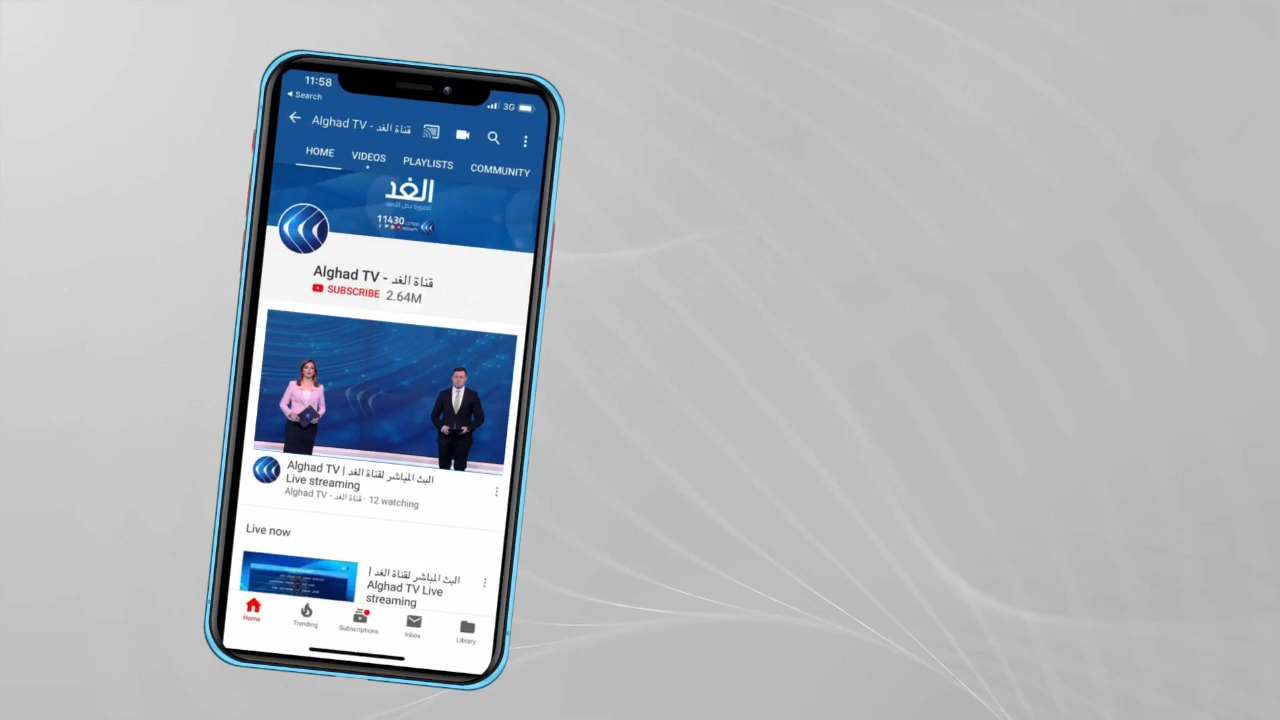 11:58
3G
Search
Alghad TV - قناة الغد
HOME VIDEOS PLAYLISTS COMMUNITY
الغد
11430
Alghad TV - قناة الغد
SUBSCRIBE 2.64M
Alghad TV | البث المباشر لقناة الغد
Live streaming
Alghad TV - قناة الغد · 12 watching
Live now
البث المباشر لقناة الغد |
Alghad TV Live
streaming
Home Trending Subscriptions Inbox Library